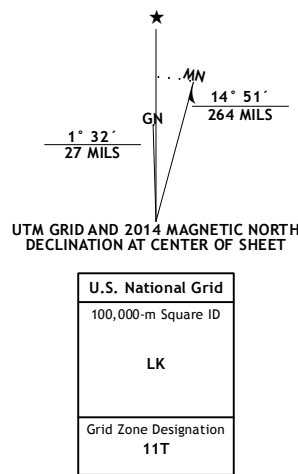 ★
MN
GN
14° 51´
264 MILS
1° 32´
27 MILS
UTM GRID AND 2014 MAGNETIC NORTH
DECLINATION AT CENTER OF SHEET
U.S. National Grid
100,000-m Square ID
LK
Grid Zone Designation
11T